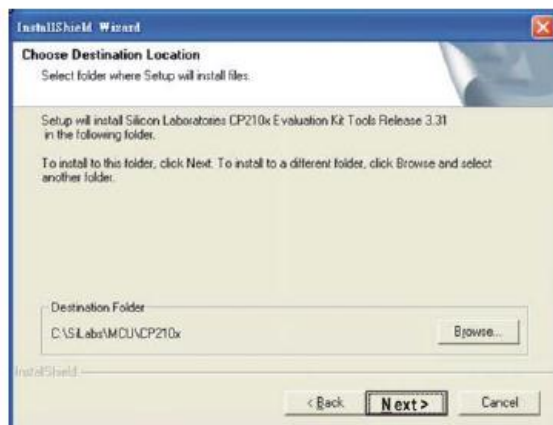 InstallShield Wizard
Choose Destination Location
Select folder where Setup will install files.
Setup will install Silicon Laboratories CP210x Evaluation Kit Tools Release 3.31
in the following folder.
To install to this folder, click Next. To install to a different folder, click Browse and select
another folder.
Destination Folder
C:\SiLabs\MCU\CP210x
Browse...
InstallShield
< Back
Next >
Cancel